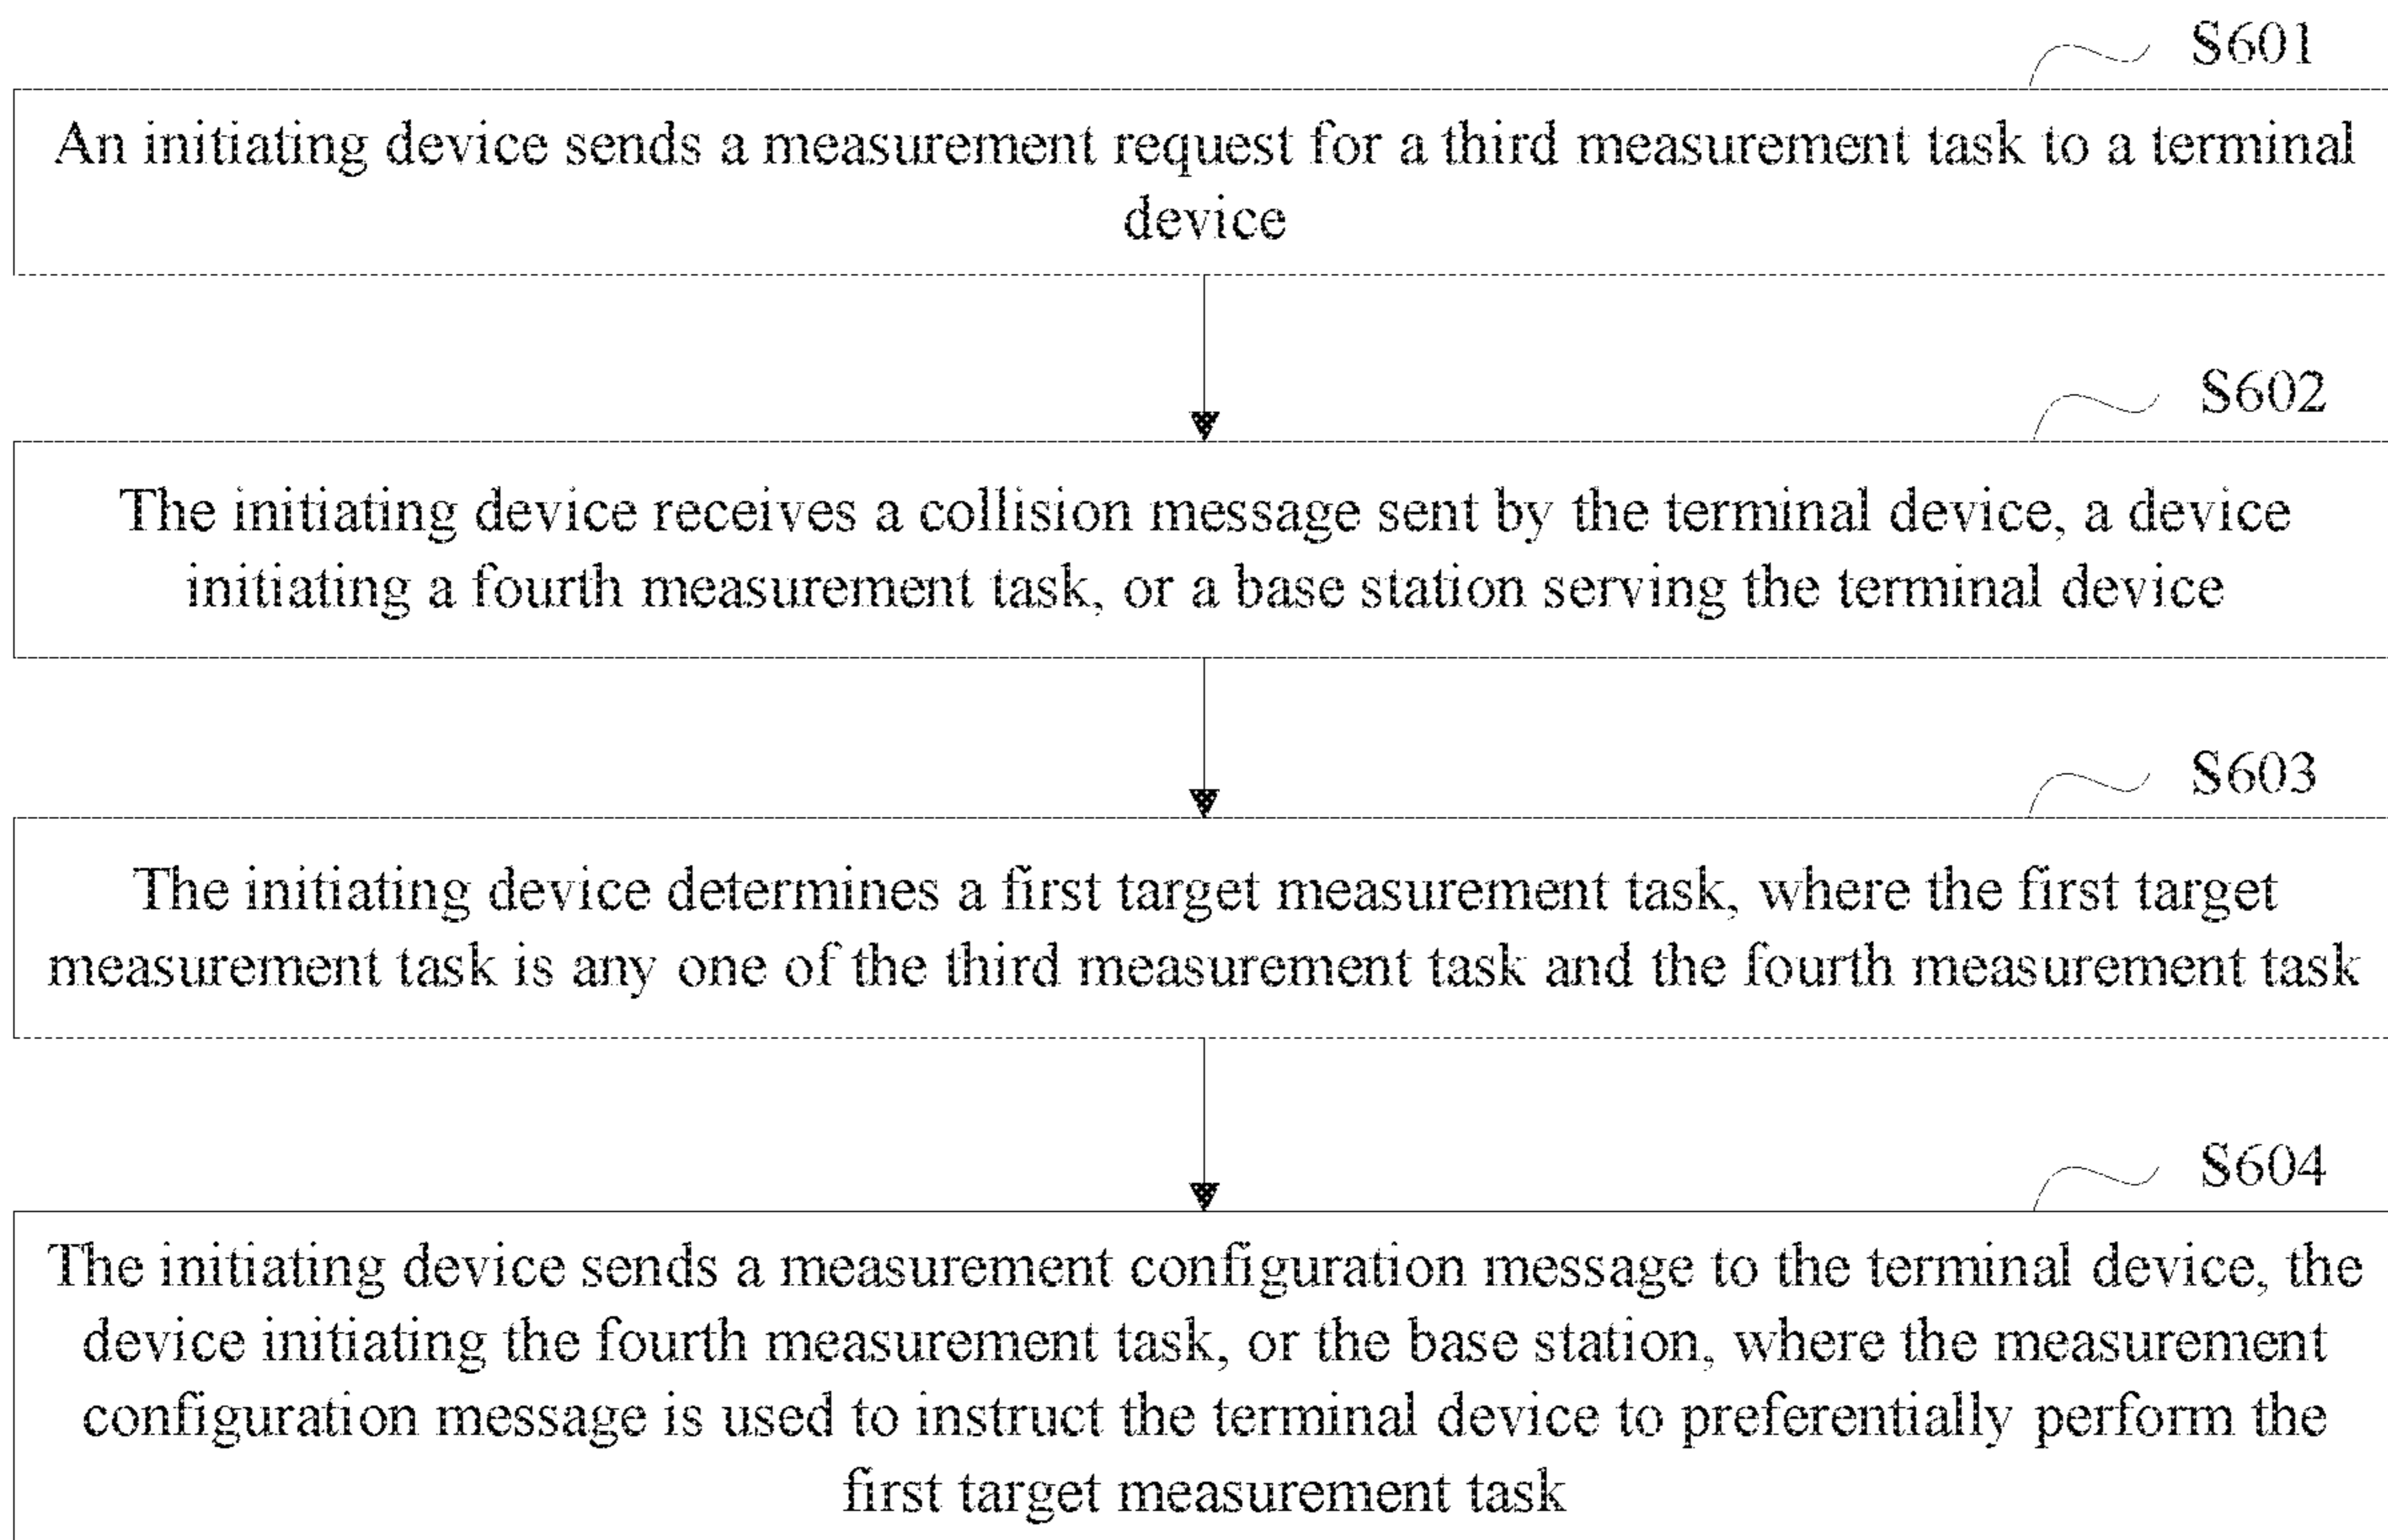 S601
An initiating device sends a measurement request for a third measurement task to a terminal
device
S602
The initiating device receives a collision message sent by the terminal device, a device
initiating a fourth measurement task, or a base station serving the terminal device
S603
The initiating device determines a first target measurement task, where the first target
measurement task is any one of the third measurement task and the fourth measurement task
S604
The initiating device sends a measurement configuration message to the terminal device, the
device initiating the fourth measurement task, or the base station, where the measurement
configuration message is used to instruct the terminal device to preferentially perform the
first target measurement task